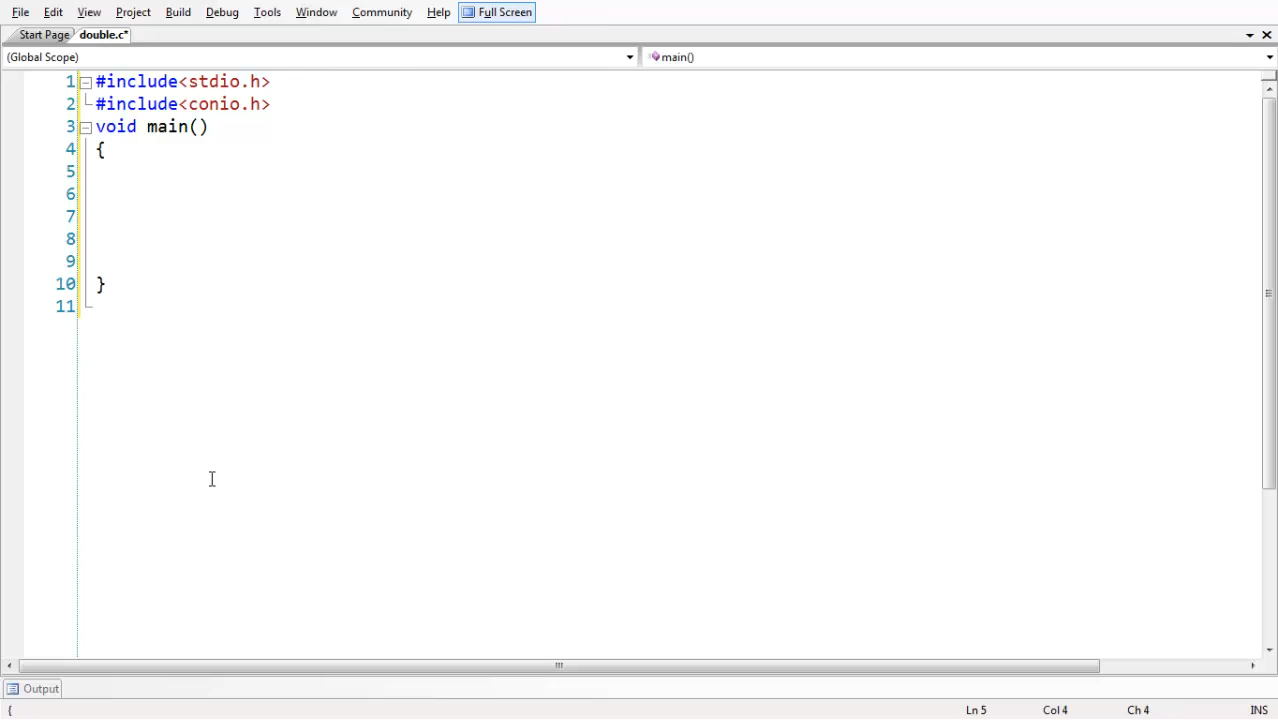 File Edit View Project Build Debug Tools Window Community Help Full Screen
Start Page double.c*
(Global Scope) main()
1 #include<stdio.h>
2 #include<conio.h>
3 void main()
4 {
5
6
7
8
9
10 }
11
Output
{ Ln 5 Col 4 Ch 4 INS